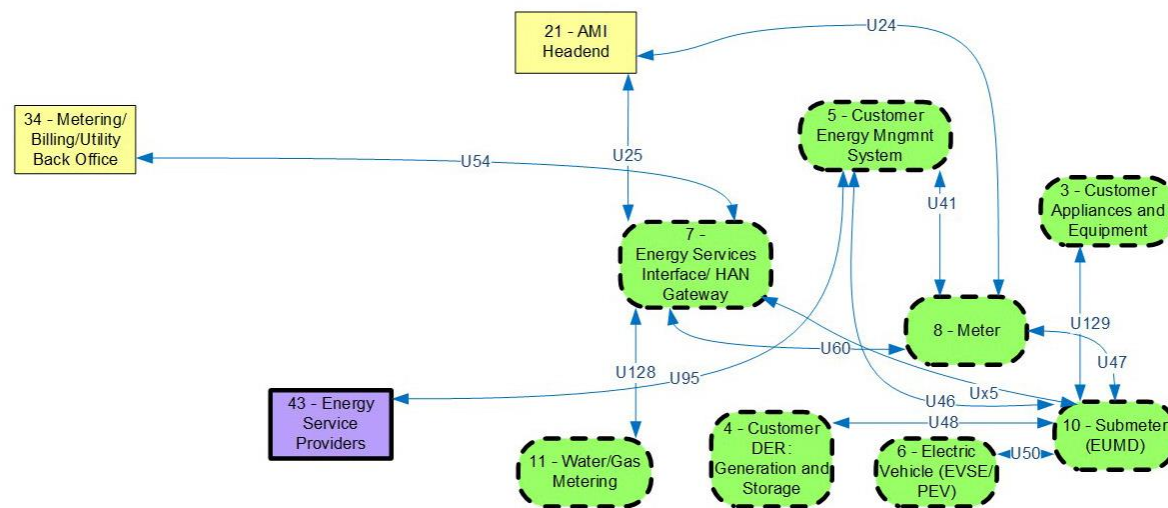 21 - AMI
Headend
U24
34 - Metering/
Billing/Utility
Back Office
5 - Customer
Energy Mngmnt
System
U54
U25
U41
3 - Customer
Appliances and
Equipment
7 -
Energy Services
Interface/ HAN
Gateway
8 - Meter
U129
U60
U47
U128
U95
Ux5
U46
43 - Energy
Service
Providers
4 - Customer
DER:
Generation and
Storage
U48
10 - Submeter
(EUMD)
11 - Water/Gas
Metering
6 - Electric
Vehicle (EVSE/
PEV)
U50